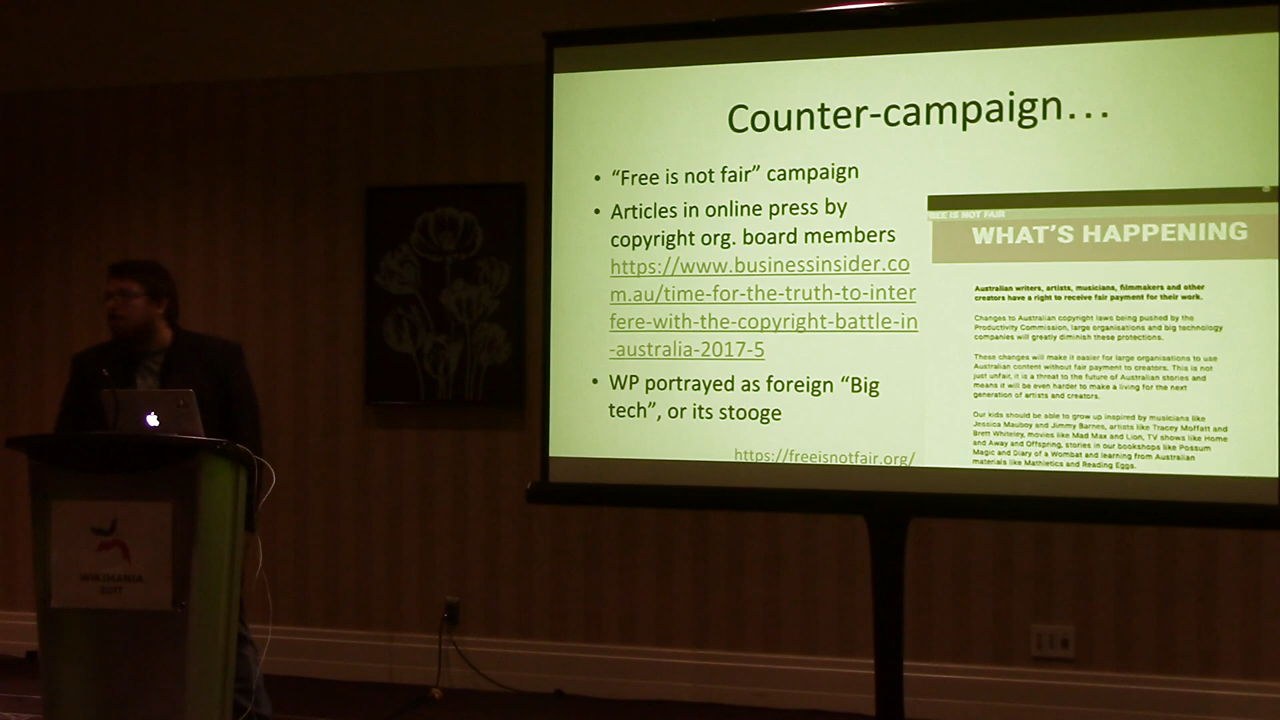 Counter-campaign...
• “Free is not fair” campaign
• Articles in online press by
copyright org. board members
https://www.businessinsider.co
m.au/time-for-the-truth-to-inter
fere-with-the-copyright-battle-in
-australia-2017-5
• WP portrayed as foreign “Big
tech”, or its stooge
https://freeisnotfair.org/
EE IS NOT FAIR
WHAT'S HAPPENING
Australian writers, artists, musicians, filmmakers and other
creators have a right to receive fair payment for their work.
Changes to Australian copyright laws being pushed by the
Productivity Commission, large organisations and big technology
companies will greatly diminish these protections.
These changes will make it easier for large organisations to use
Australian content without fair payment to creators. This is not
just unfair, it is a threat to the future of Australian stories and
means it will be even harder to make a living for the next
generation of artists and creators.
Our kids should be able to grow up inspired by musicians like
Jessica Mauboy and Jimmy Barnes, artists like Tracey Moffatt and
Brett Whiteley, movies like Mad Max and Lion, TV shows like Home
and Away and Offspring, stories in our bookshops like Possum
Magic and Diary of a Wombat and learning from Australian
materials like Mathletics and Reading Eggs.
WIKIMANIA
2017